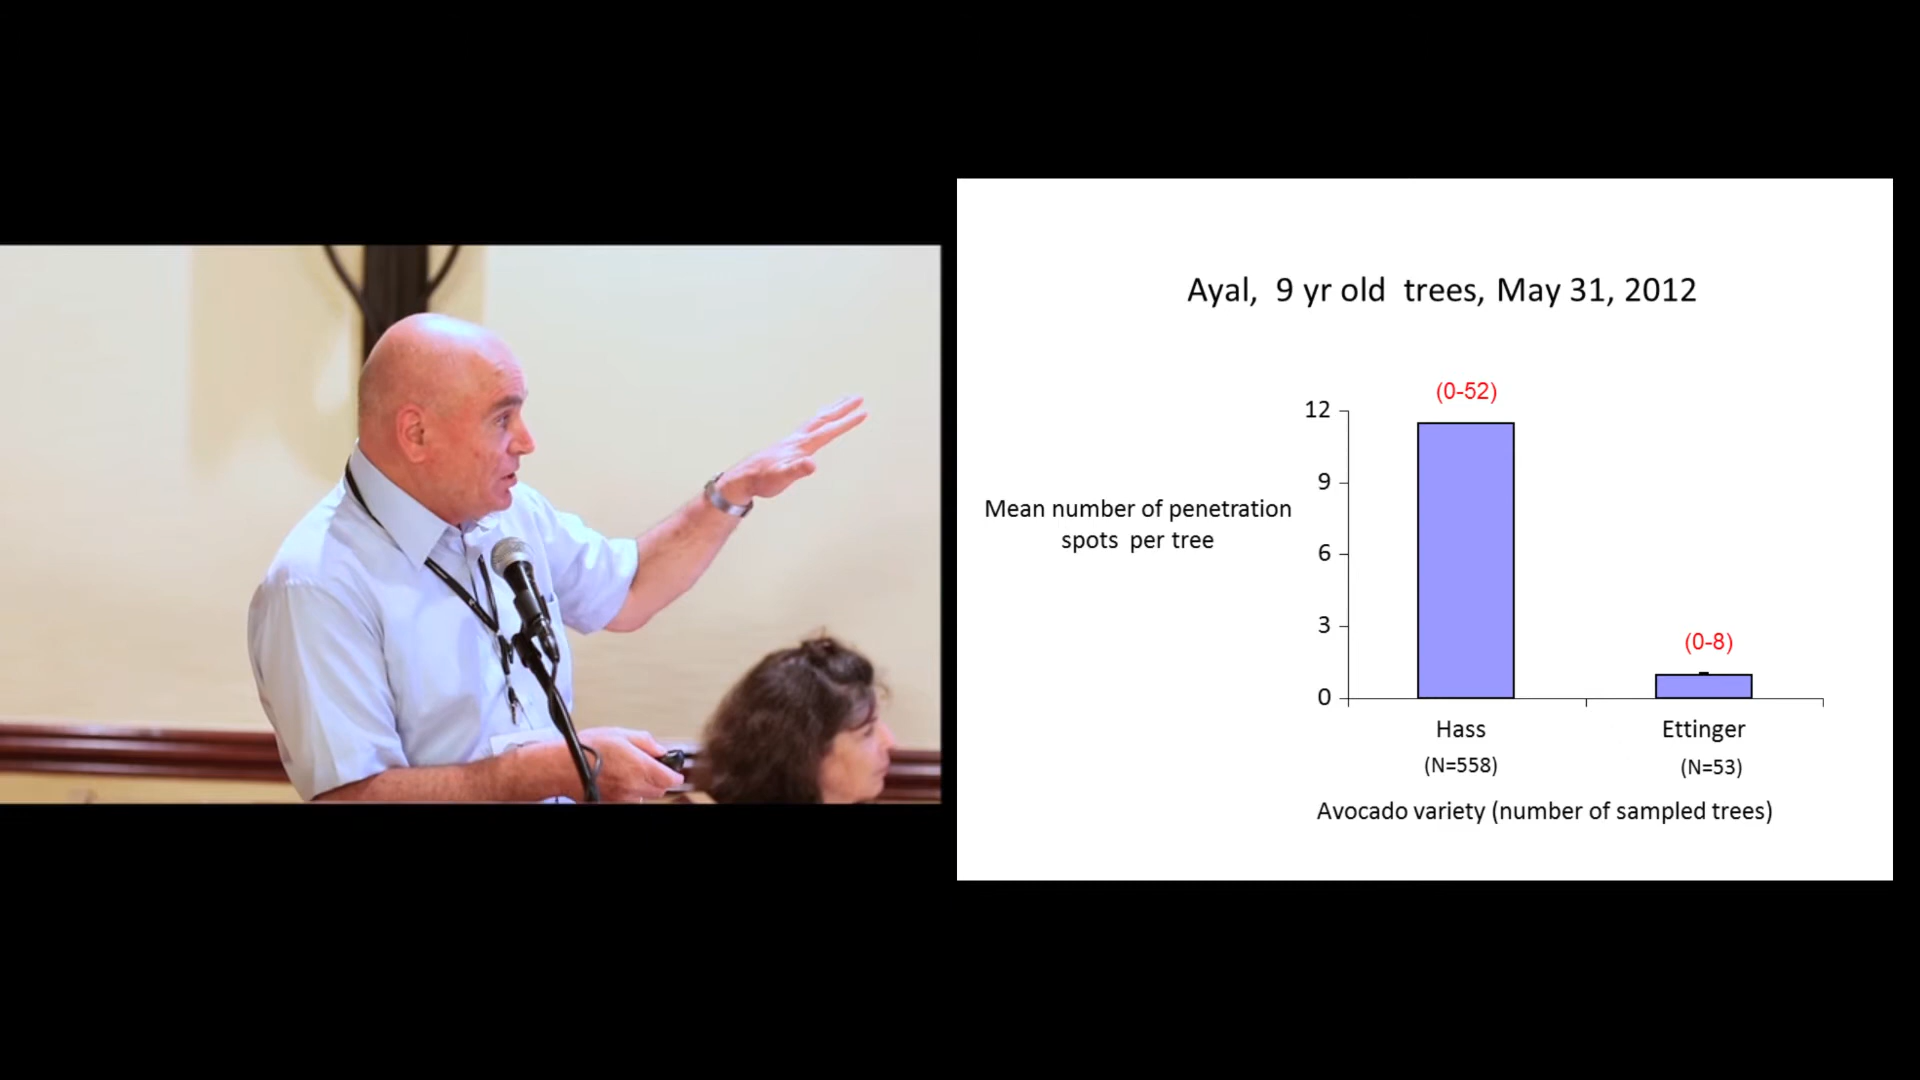 Ayal, 9 yr old trees, May 31, 2012
(0-52)
12
9
Mean number of penetration
spots per tree
6
3
(0-8)
0
Hass
Ettinger
(N=558)
(N=53)
Avocado variety (number of sampled trees)